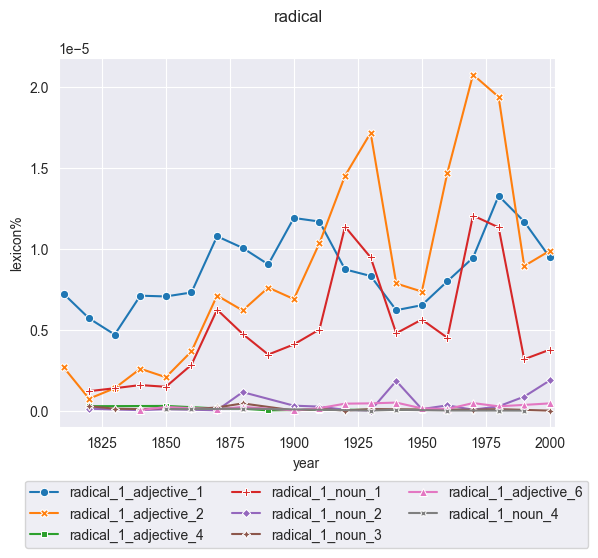 radical
1e−5
2.0
1.5
1.0
0.5
0.0
lexicon%
1825 1850 1875 1900 1925 1950 1975 2000
year
radical_1_adjective_1 radical_1_noun_1 radical_1_adjective_6
radical_1_adjective_2 radical_1_noun_2 radical_1_noun_4
radical_1_adjective_4 radical_1_noun_3